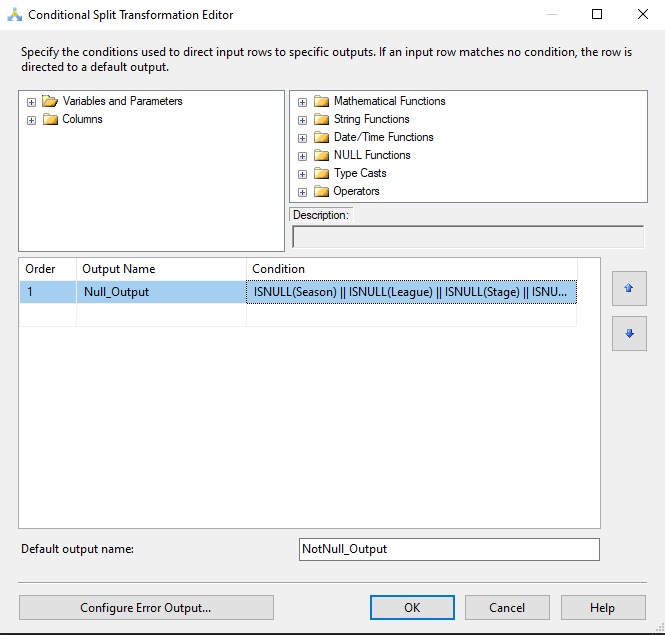 Conditional Split Transformation Editor
Specify the conditions used to direct input rows to specific outputs. If an input row matches no condition, the row is
directed to a default output.
Variables and Parameters
Columns
Mathematical Functions
String Functions
Date/Time Functions
NULL Functions
Type Casts
Operators
Description:
Order Output Name Condition
1 Null_Output ISNULL(Season) || ISNULL(League) || ISNULL(Stage) || ISNU...
Default output name: NotNull_Output
Configure Error Output... OK Cancel Help